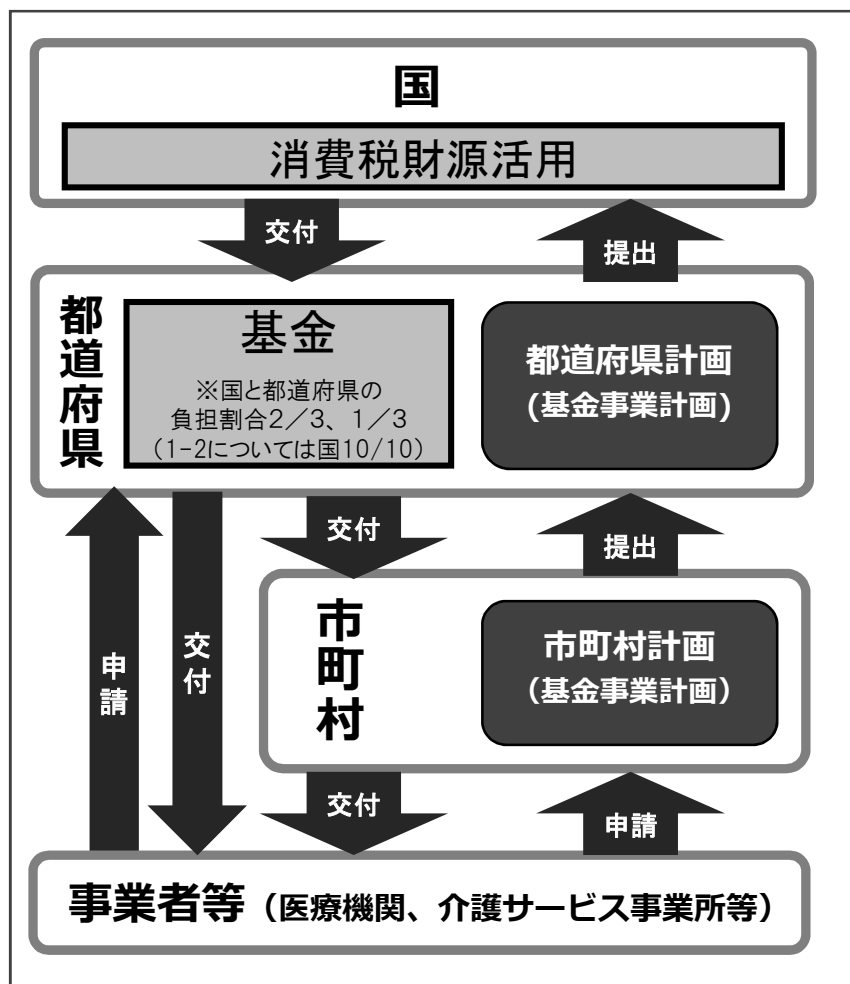 国
消費税財源活用
交付
提出
都道府県
基金
※国と都道府県の
負担割合2／3、1／3
（1-2については国10/10）
都道府県計画
(基金事業計画)
交付
提出
申請
交付
市町村
市町村計画
（基金事業計画）
交付
申請
事業者等（医療機関、介護サービス事業所等）